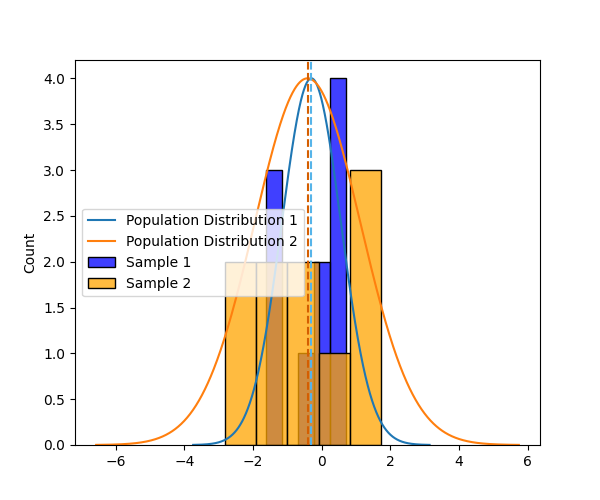 4.0
3.5
3.0
2.5
2.0
1.5
1.0
0.5
0.0
Count
Population Distribution 1
Population Distribution 2
Sample 1
Sample 2
−6 −4 −2 0 2 4 6